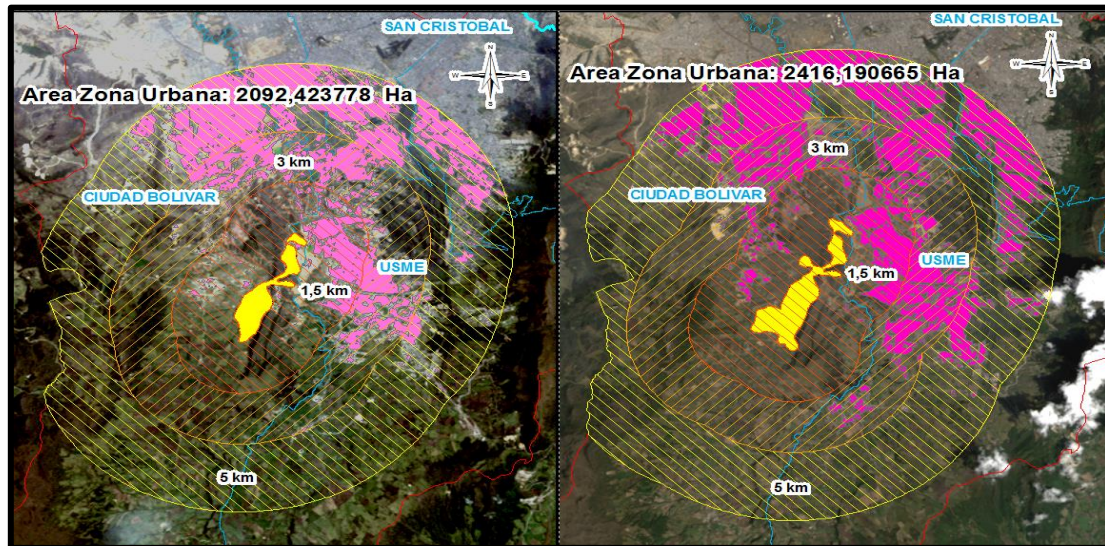 SAN CRISTOBAL
N
W E
S
Area Zona Urbana: 2092,423778 Ha
3 km
CIUDAD BOLIVAR
USME
1,5 km
5 km
SAN CRISTOBAL
N
W E
S
Area Zona Urbana: 2416,190665 Ha
3 km
CIUDAD BOLIVAR
USME
1,5 km
5 km